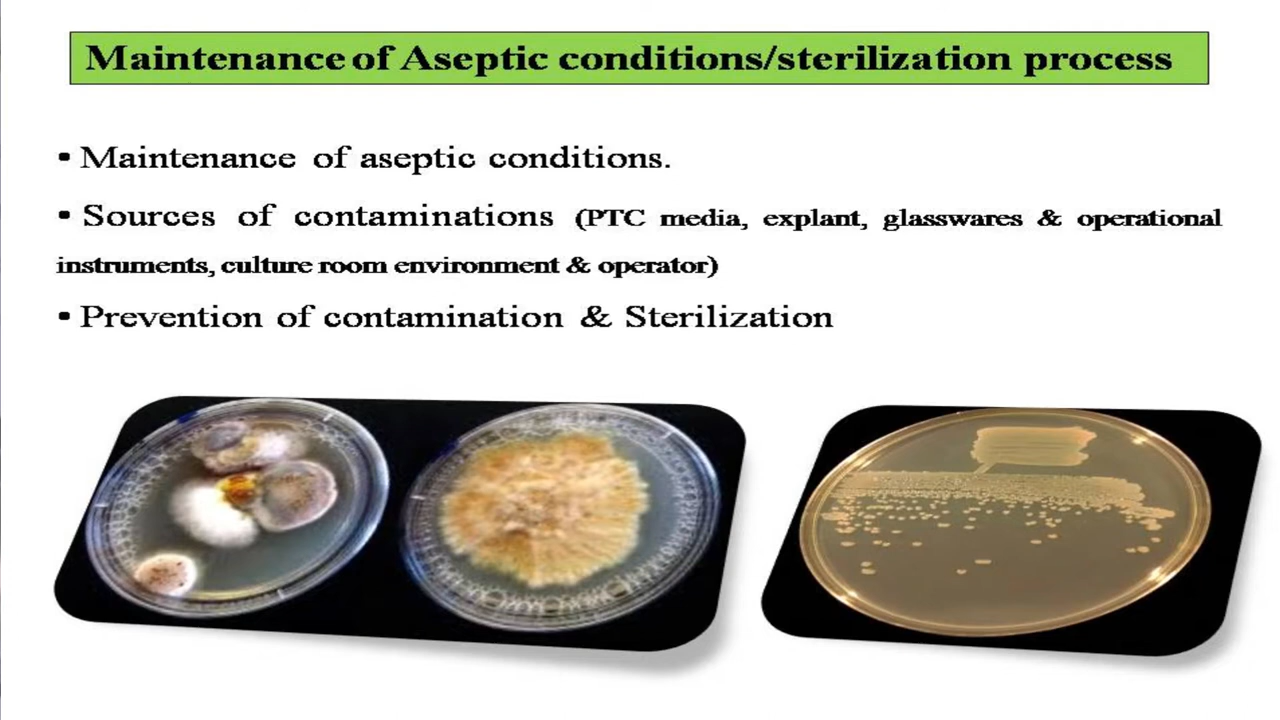 Maintenance of Aseptic conditions/sterilization process
• Maintenance of aseptic conditions.
• Sources of contaminations (PTC media, explant, glasswares & operational
instruments, culture room environment & operator)
• Prevention of contamination & Sterilization